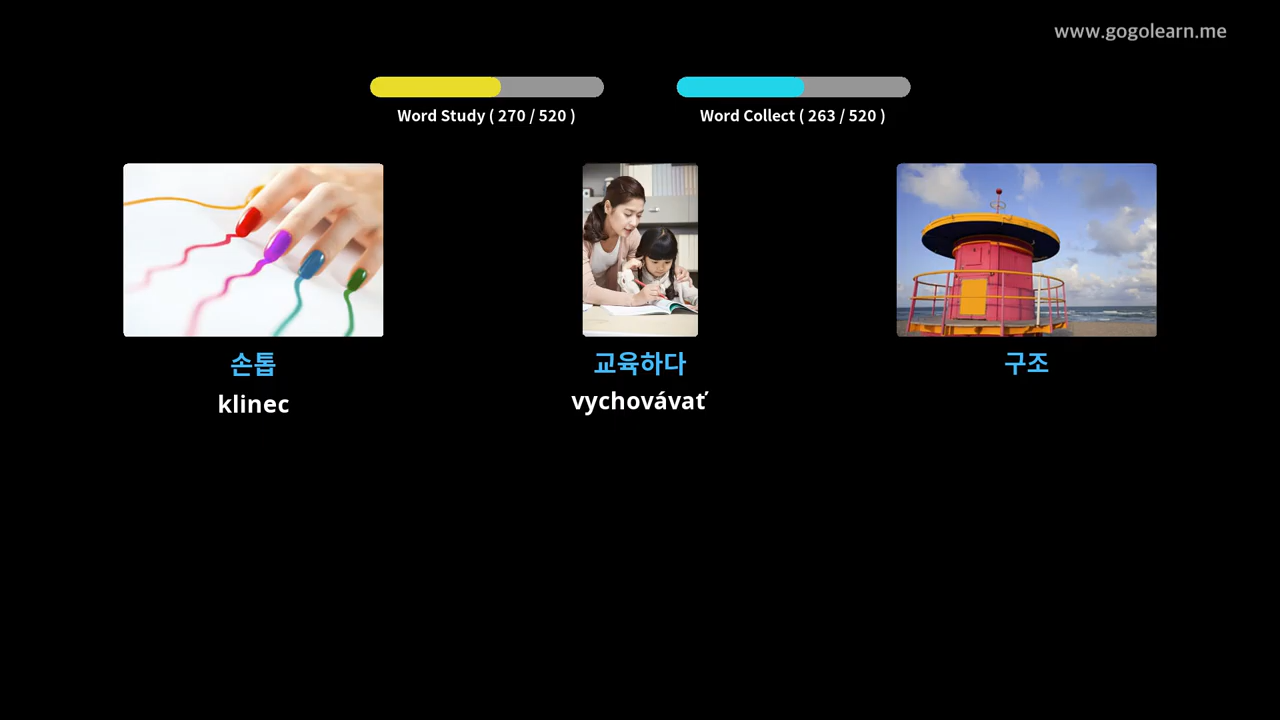 www.gogolearn.me
Word Study ( 270 / 520 )
Word Collect ( 263 / 520 )
손톱
교육하다
구조
klinec
vychovávať